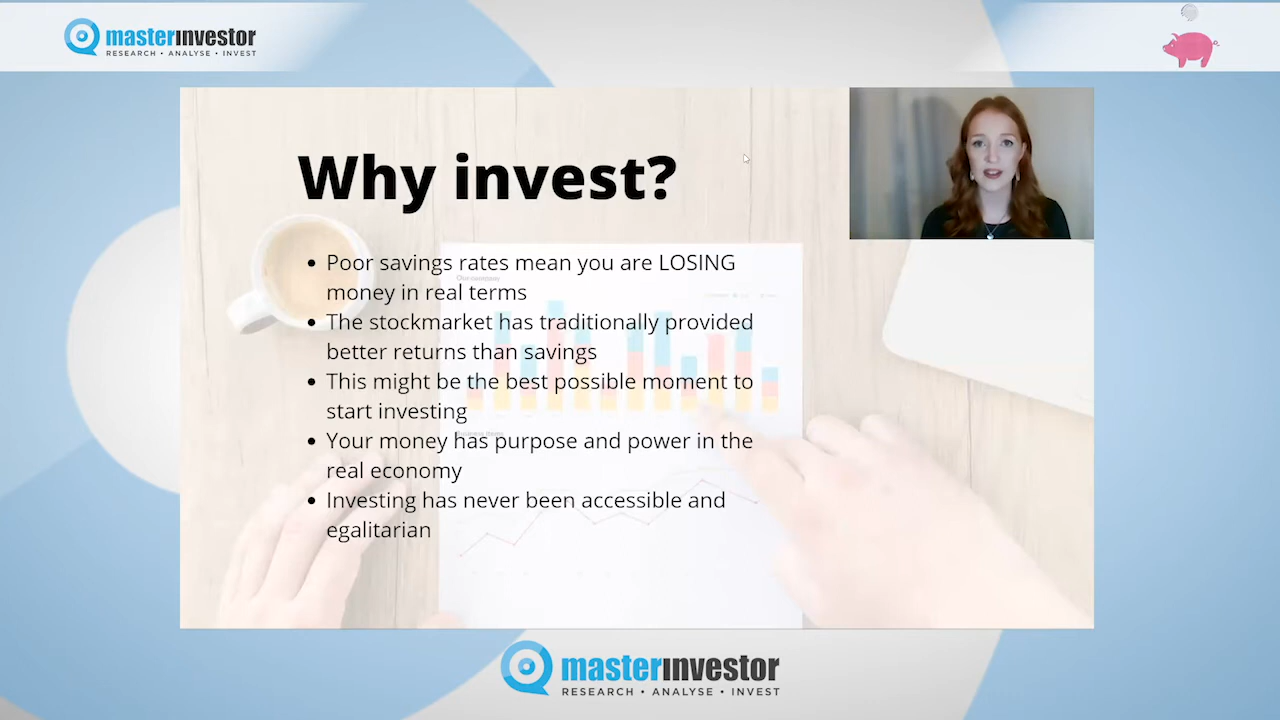 masterinvestor
RESEARCH • ANALYSE • INVEST
Why invest?
• Poor savings rates mean you are LOSING
money in real terms
• The stockmarket has traditionally provided
better returns than savings
• This might be the best possible moment to
start investing
• Your money has purpose and power in the
real economy
• Investing has never been accessible and
egalitarian
masterinvestor
RESEARCH • ANALYSE • INVEST